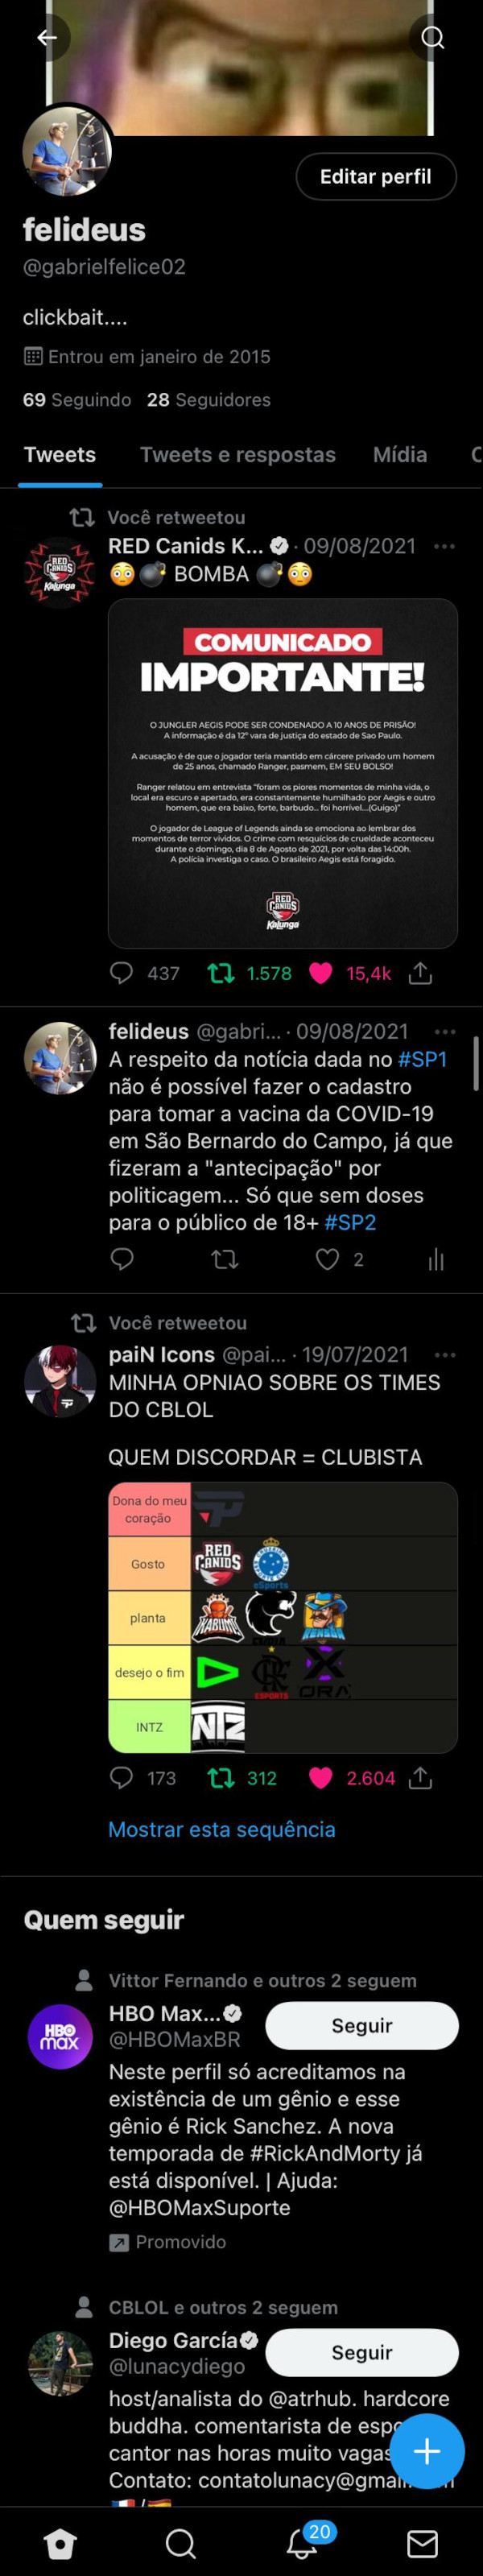 Editar perfil
felideus
@gabrielfelice02
clickbait....
Entrou em janeiro de 2015
69 Seguindo 28 Seguidores
Tweets Tweets e respostas Mídia
Você retweetou
RED Canids K... · 09/08/2021
😳💣 BOMBA 💣😳
RED CANIDS Kalunga
COMUNICADO
IMPORTANTE!
O JUNGLER AEGIS PODE SER CONDENADO A 10 ANOS DE PRISÃO!
A informação é da 12ª vara de justiça do estado de Sao Paulo.
A acusação é de que o jogador teria mantido em cárcere privado um homem
de 25 anos, chamado Ranger, pasmem, EM SEU BOLSO!
Ranger relatou em entrevista "foram os piores momentos de minha vida, o
local era escuro e apertado, era constantemente humilhado por Aegis e outro
homem, que era baixo, forte, barbudo... foi horrível...(Guigo)"
O jogador de League of Legends ainda se emociona ao lembrar dos
momentos de terror vividos. O crime com resquícios de crueldade aconteceu
durante o domingo, dia 8 de Agosto de 2021, por volta das 14:00h.
A polícia investiga o caso. O brasileiro Aegis está foragido.
RED CANIDS Kalunga
437 1.578 15,4k
felideus @gabri... · 09/08/2021
A respeito da notícia dada no #SP1
não é possível fazer o cadastro
para tomar a vacina da COVID-19
em São Bernardo do Campo, já que
fizeram a "antecipação" por
politicagem... Só que sem doses
para o público de 18+ #SP2
2
Você retweetou
paiN Icons @pai... · 19/07/2021
MINHA OPNIAO SOBRE OS TIMES
DO CBLOL
QUEM DISCORDAR = CLUBISTA
Dona do meu
coração
Gosto RED CANIDS eSports
planta KABUM! FURIA RENSGA
desejo o fim ESPORTS
INTZ NTZ
173 312 2.604
Mostrar esta sequência
Quem seguir
Vittor Fernando e outros 2 seguem
HBO Max...
Seguir
HBO max
@HBOMaxBR
Neste perfil só acreditamos na
existência de um gênio e esse
gênio é Rick Sanchez. A nova
temporada de #RickAndMorty já
está disponível. | Ajuda:
@HBOMaxSuporte
Promovido
CBLOL e outros 2 seguem
Diego García
Seguir
@lunacydiego
host/analista do @atrhub. hardcore
buddha. comentarista de
cantor nas horas muito
Contato:
20